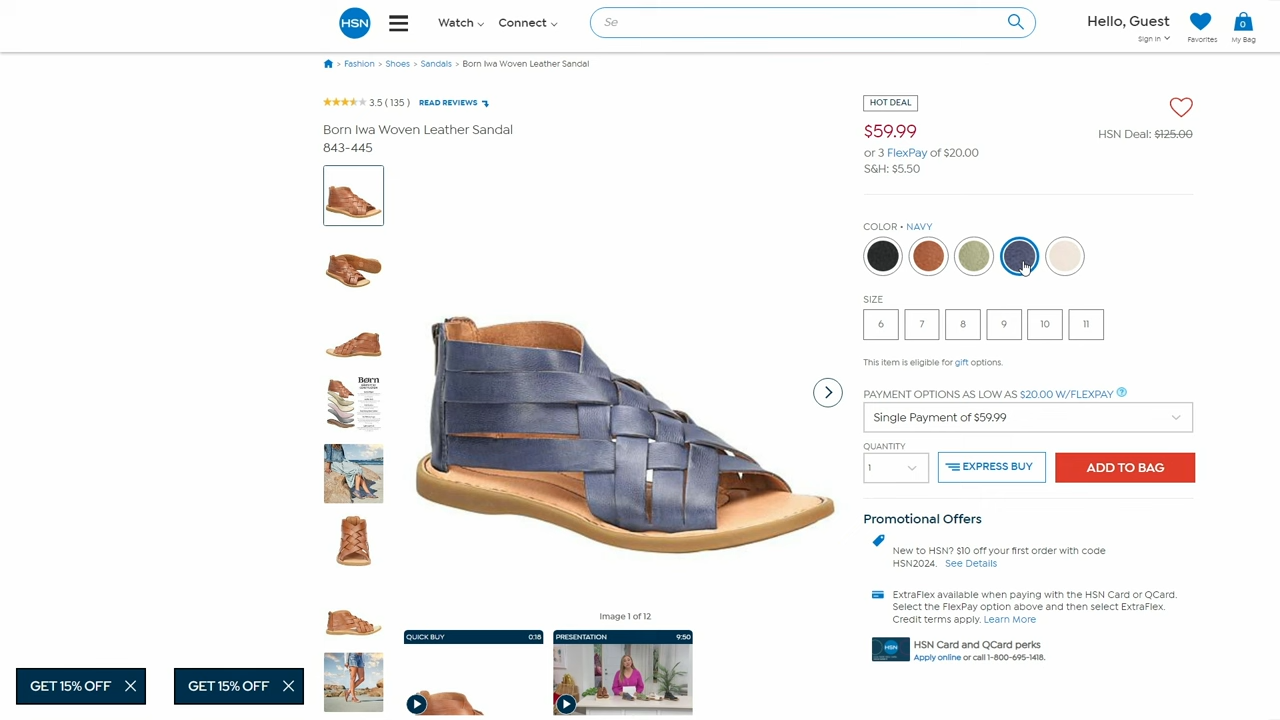 HSN
Watch
Connect
Se
Hello, Guest
Sign In
Favorites
0
My Bag
> Fashion > Shoes > Sandals > Born Iwa Woven Leather Sandal
3.5 ( 135 ) READ REVIEWS
Born Iwa Woven Leather Sandal
843-445
HOT DEAL
$59.99
HSN Deal: $125.00
or 3 FlexPay of $20.00
S&H: $5.50
COLOR • NAVY
SIZE
6 7 8 9 10 11
This item is eligible for gift options.
PAYMENT OPTIONS AS LOW AS $20.00 W/FLEXPAY ?
Single Payment of $59.99
QUANTITY
1
EXPRESS BUY
ADD TO BAG
Promotional Offers
New to HSN? $10 off your first order with code
HSN2024. See Details
ExtraFlex available when paying with the HSN Card or QCard.
Select the FlexPay option above and then select ExtraFlex.
Credit terms apply. Learn More
HSN
HSN Card and QCard perks
Apply online or call 1-800-695-1418.
Børn
Image 1 of 12
QUICK BUY 0:18
PRESENTATION 9:50
GET 15% OFF
GET 15% OFF